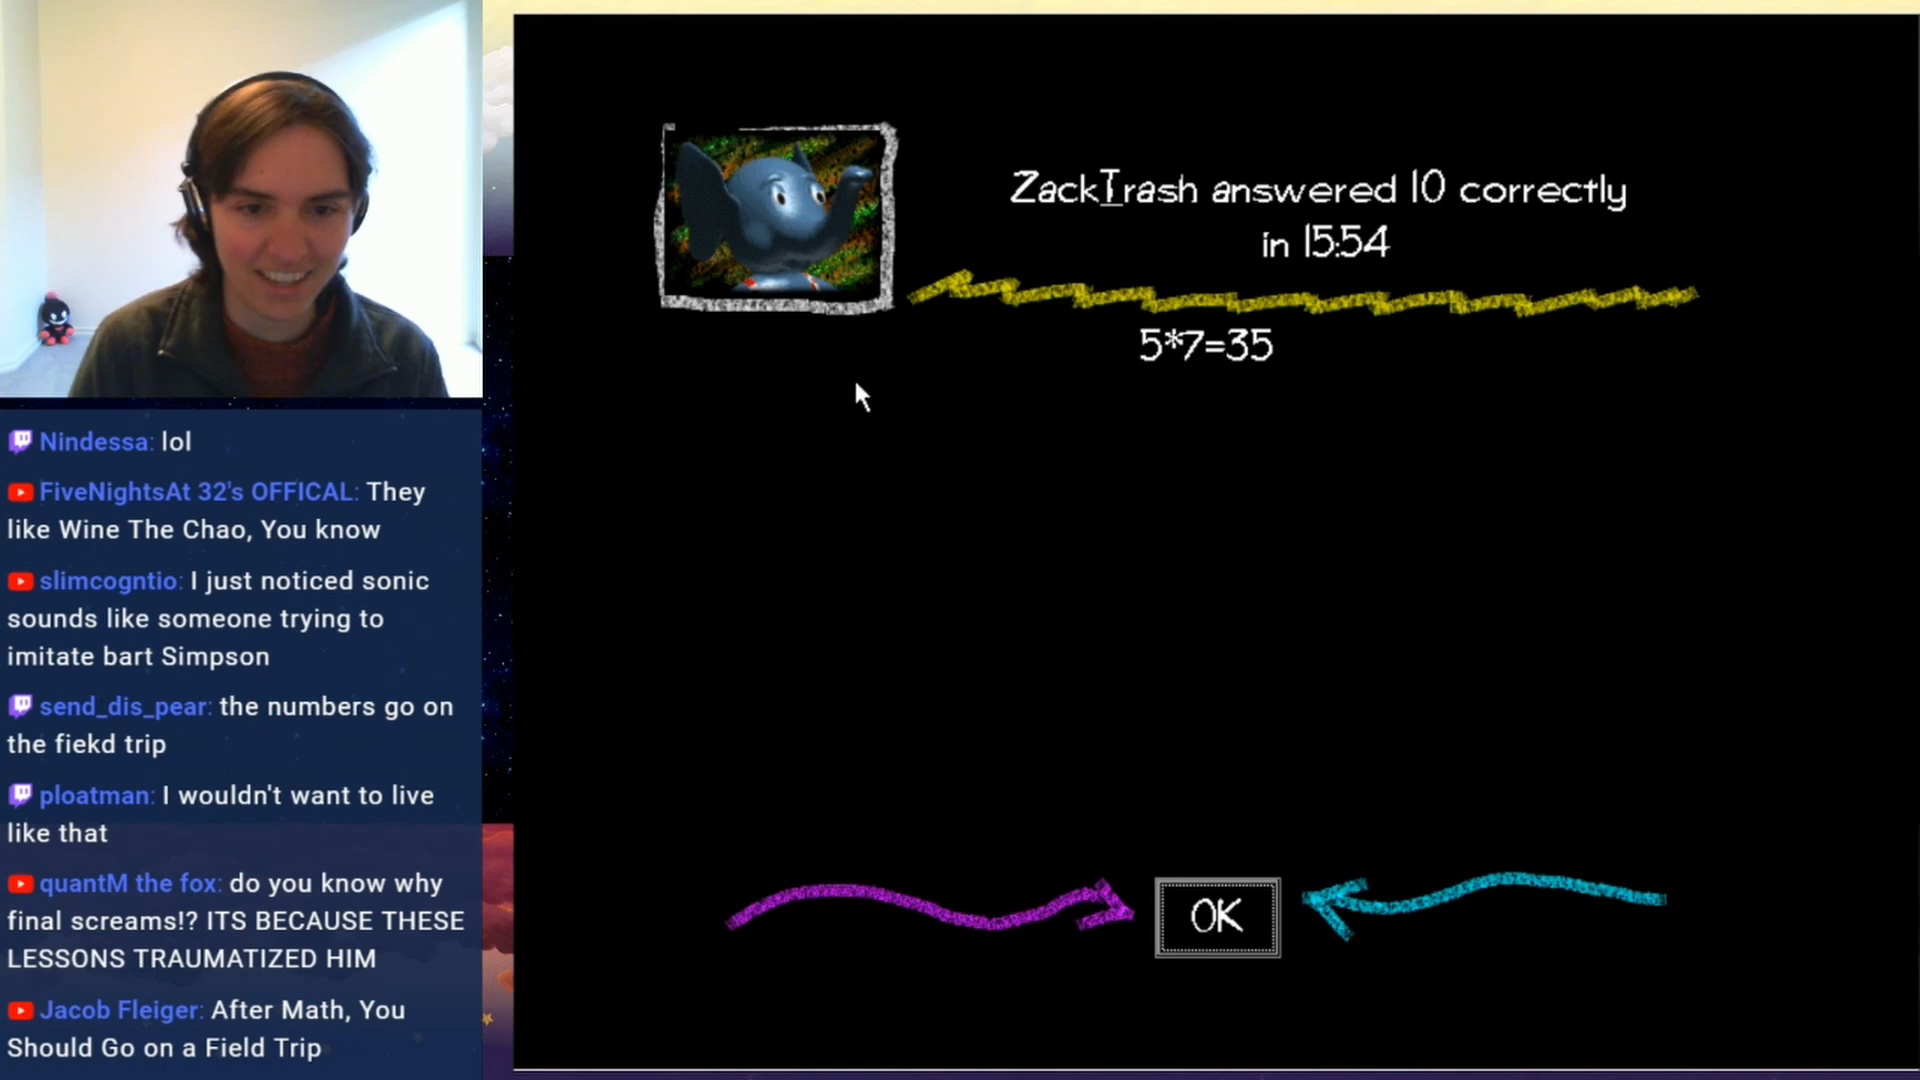 Nindessa: lol
FiveNightsAt 32's OFFICAL: They
like Wine The Chao, You know
slimcogntio: I just noticed sonic
sounds like someone trying to
imitate bart Simpson
send_dis_pear: the numbers go on
the fiekd trip
ploatman: I wouldn't want to live
like that
quantM the fox: do you know why
final screams!? ITS BECAUSE THESE
LESSONS TRAUMATIZED HIM
Jacob Fleiger: After Math, You
Should Go on a Field Trip
ZackTrash answered 10 correctly
in 15:54
5*7=35
OK